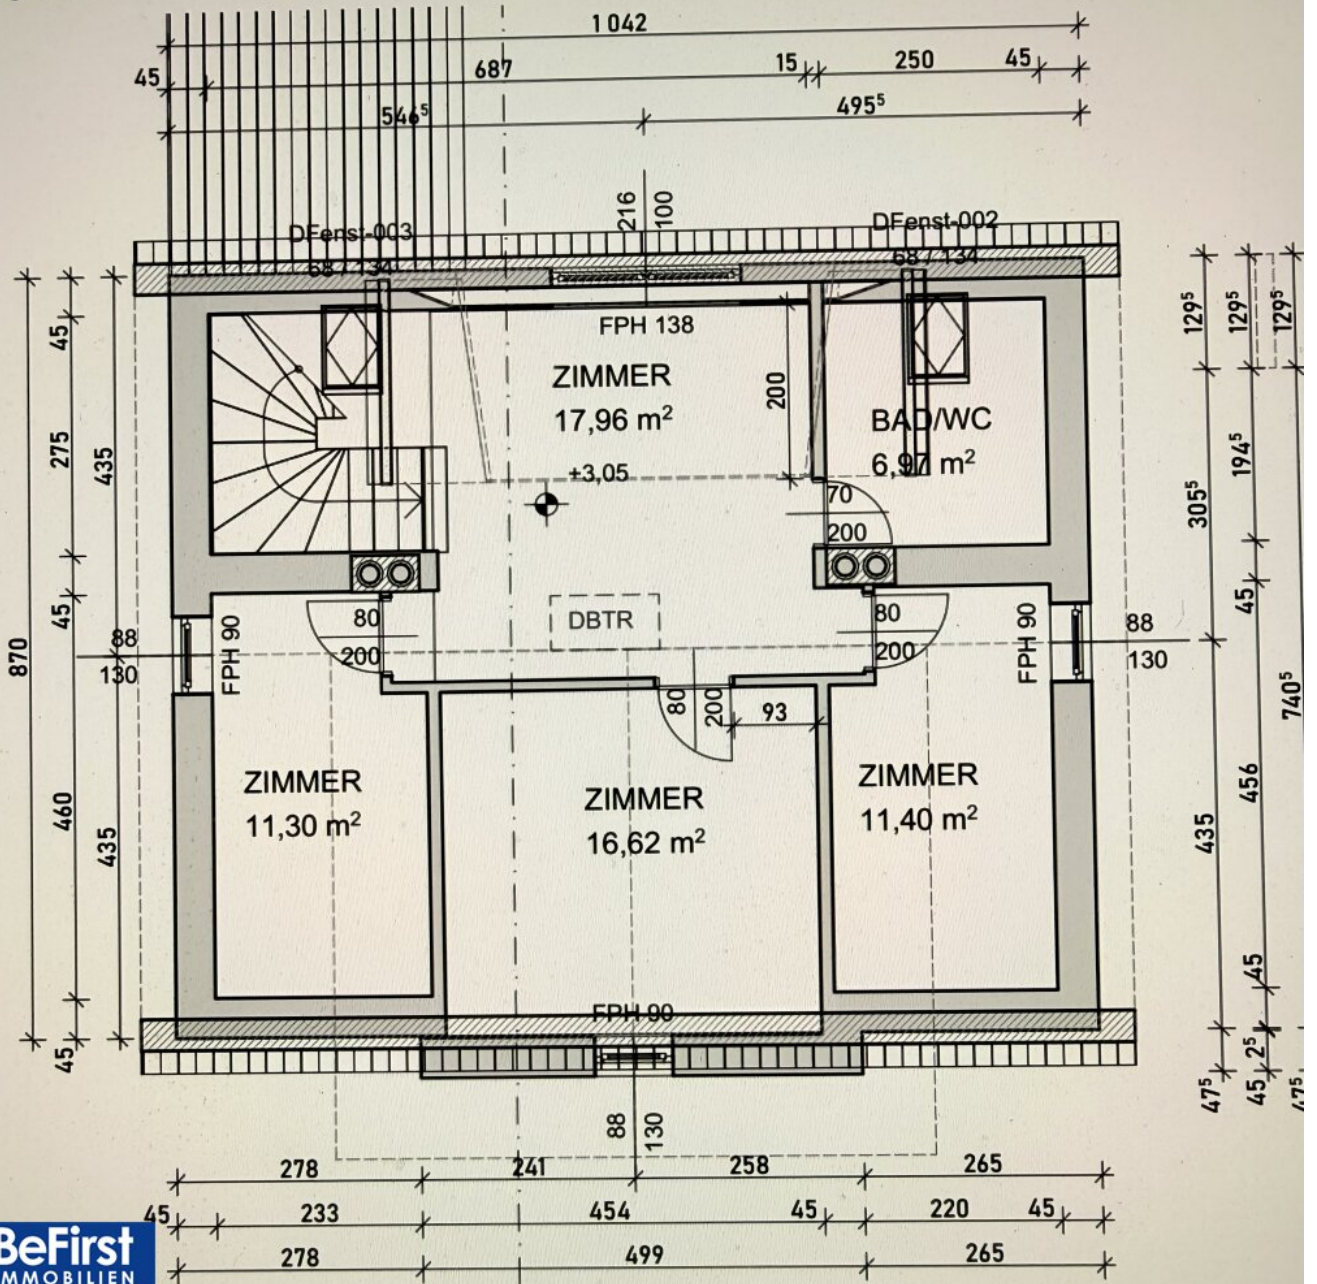 1 042
45
687
15
250
45
546⁵
495⁵
216
100
DFenst-003
68 / 134
DFenst-002
68 / 134
FPH 138
ZIMMER
17,96 m²
+3,05
200
BAD/WC
6,97 m²
70
200
80
200
DBTR
80
200
80
200
93
FPH 90
88
130
FPH 90
88
130
ZIMMER
11,30 m²
ZIMMER
16,62 m²
ZIMMER
11,40 m²
FPH 90
88
130
870
45
275
45
460
45
435
435
129⁵
305⁵
435
47⁵
129⁵
194⁵
45
456
45
2⁵
45
129⁵
740⁵
47⁵
278
241
258
265
45
233
454
45
220
45
278
499
265
BeFirst
IMMOBILIEN